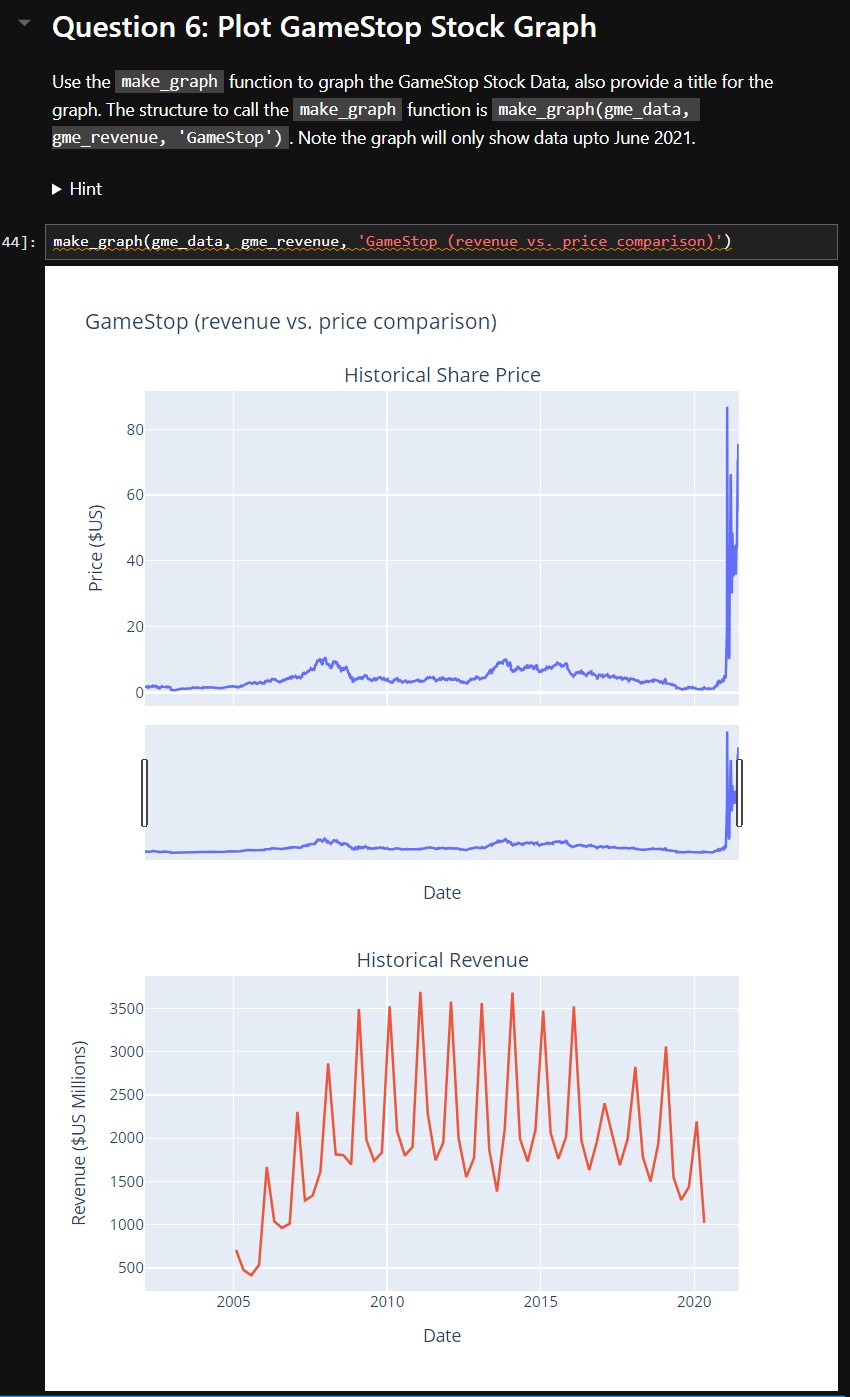 Question 6: Plot GameStop Stock Graph
Use the make_graph function to graph the GameStop Stock Data, also provide a title for the
graph. The structure to call the make_graph function is make_graph(gme_data,
gme_revenue, 'GameStop'). Note the graph will only show data upto June 2021.
Hint
44]:
make_graph(gme_data, gme_revenue, 'GameStop (revenue vs. price comparison)')
GameStop (revenue vs. price comparison)
Historical Share Price
80
60
40
20
0
Price ($US)
Date
Historical Revenue
3500
3000
2500
2000
1500
1000
500
Revenue ($US Millions)
2005 2010 2015 2020
Date